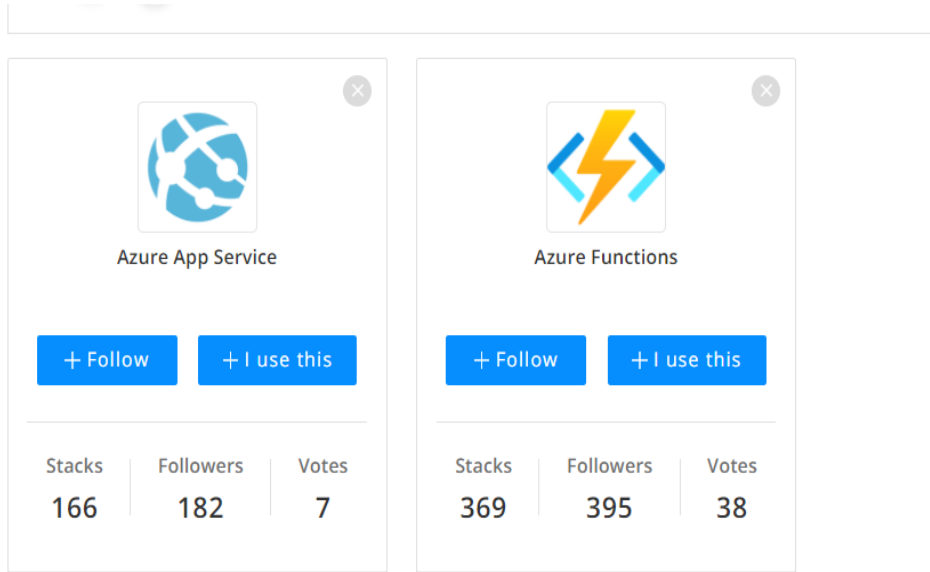 Azure App Service
+ Follow
+ I use this
Stacks Followers Votes
166 182 7
Azure Functions
+ Follow
+ I use this
Stacks Followers Votes
369 395 38